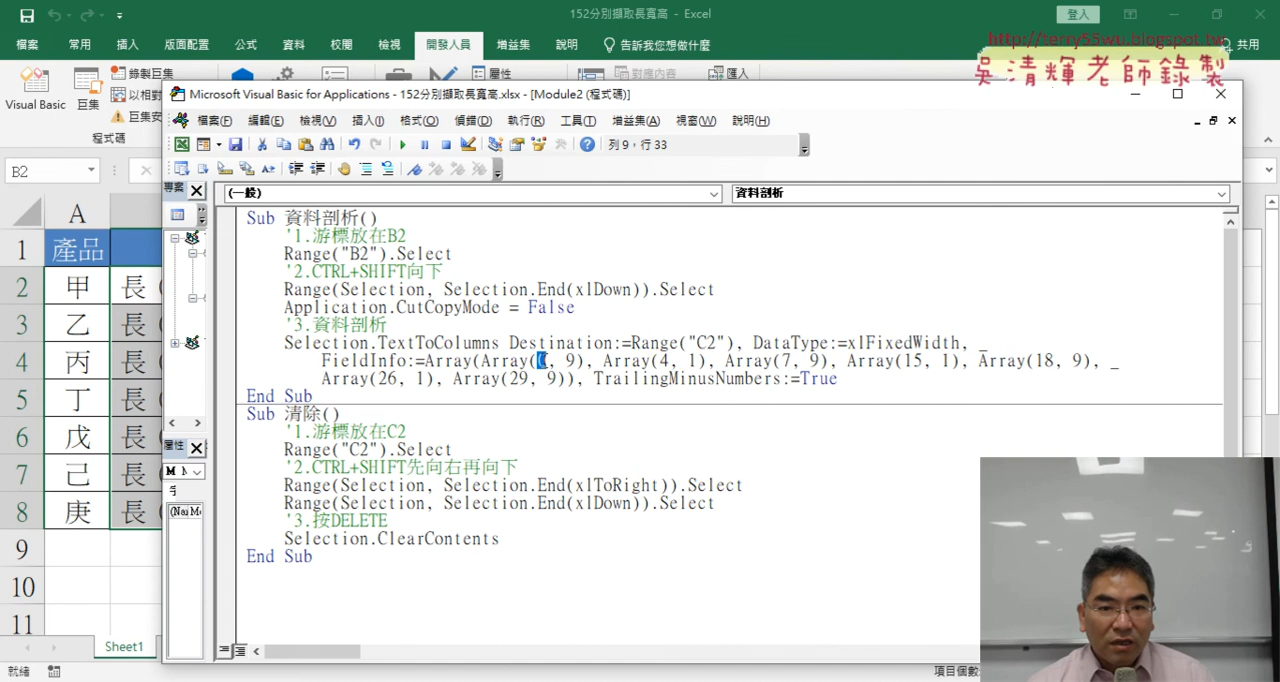 152分別擷取長寬高 - Excel
登入
檔案 常用 插入 版面配置 公式 資料 校閱 檢視 開發人員 增益集 說明 告訴我您想做什麼 共用
http://terry55wu.blogspot.tw
吳清輝老師錄製
Visual Basic
巨集
錄製巨集
以相對
巨集安
程式碼
屬性
對應內容
匯入
Microsoft Visual Basic for Applications - 152分別擷取長寬高.xlsx - [Module2 (程式碼)]
檔案(F) 編輯(E) 檢視(V) 插入(I) 格式(O) 偵錯(D) 執行(R) 工具(T) 增益集(A) 視窗(W) 說明(H)
列 9，行 33
B2
專案
(一般)
資料剖析
Sub 資料剖析()
'1.游標放在B2
Range("B2").Select
'2.CTRL+SHIFT向下
Range(Selection, Selection.End(xlDown)).Select
Application.CutCopyMode = False
'3.資料剖析
Selection.TextToColumns Destination:=Range("C2"), DataType:=xlFixedWidth, _
Array(4, 1), Array(7, 9), Array(15, 1), Array(18, 9), _
Array(26, 1), Array(29, 9)), TrailingMinusNumbers:=True
End Sub
Sub 清除()
'1.游標放在C2
Range("C2").Select
'2.CTRL+SHIFT先向右再向下
Range(Selection, Selection.End(xlToRight)).Select
Range(Selection, Selection.End(xlDown)).Select
'3.按DELETE
Selection.ClearContents
End Sub
屬性
A
1 產品
2 甲 長
3 乙 長
4 丙 長
5 丁 長
6 戊 長
7 己 長
8 庚 長
9
10
11
Sheet1
就緒
項目個數